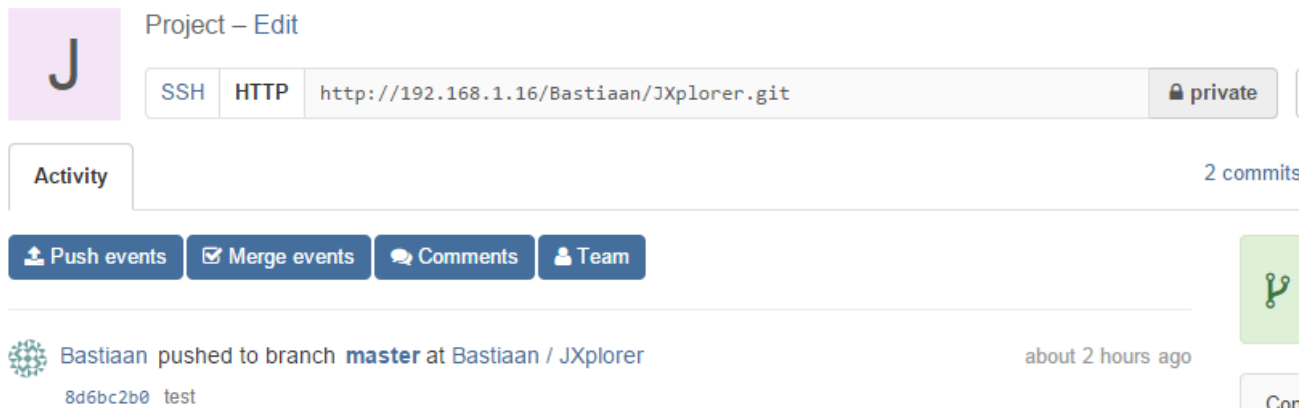 J
Project – Edit
SSH HTTP http://192.168.1.16/Bastiaan/JXplorer.git private
Activity 2 commits
Push events Merge events Comments Team
Bastiaan pushed to branch master at Bastiaan / JXplorer about 2 hours ago
8d6bc2b0 test